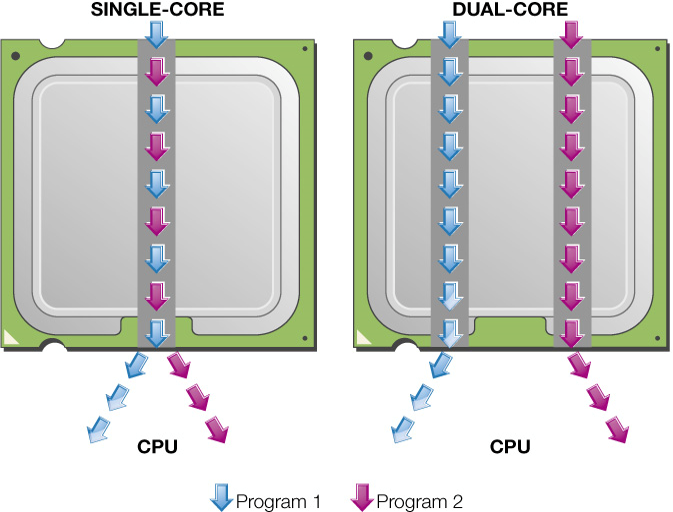 SINGLE-CORE
DUAL-CORE
CPU
CPU
Program 1
Program 2